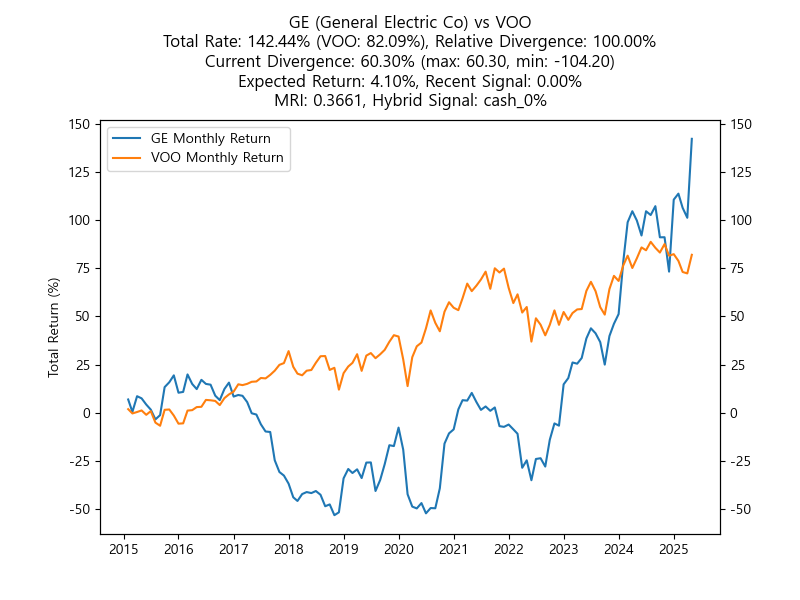 GE (General Electric Co) vs VOO
Total Rate: 142.44% (VOO: 82.09%), Relative Divergence: 100.00%
Current Divergence: 60.30% (max: 60.30, min: -104.20)
Expected Return: 4.10%, Recent Signal: 0.00%
MRI: 0.3661, Hybrid Signal: cash_0%
GE Monthly Return
VOO Monthly Return
Total Return (%)
150
125
100
75
50
25
0
-25
-50
150
125
100
75
50
25
0
-25
-50
2015 2016 2017 2018 2019 2020 2021 2022 2023 2024 2025